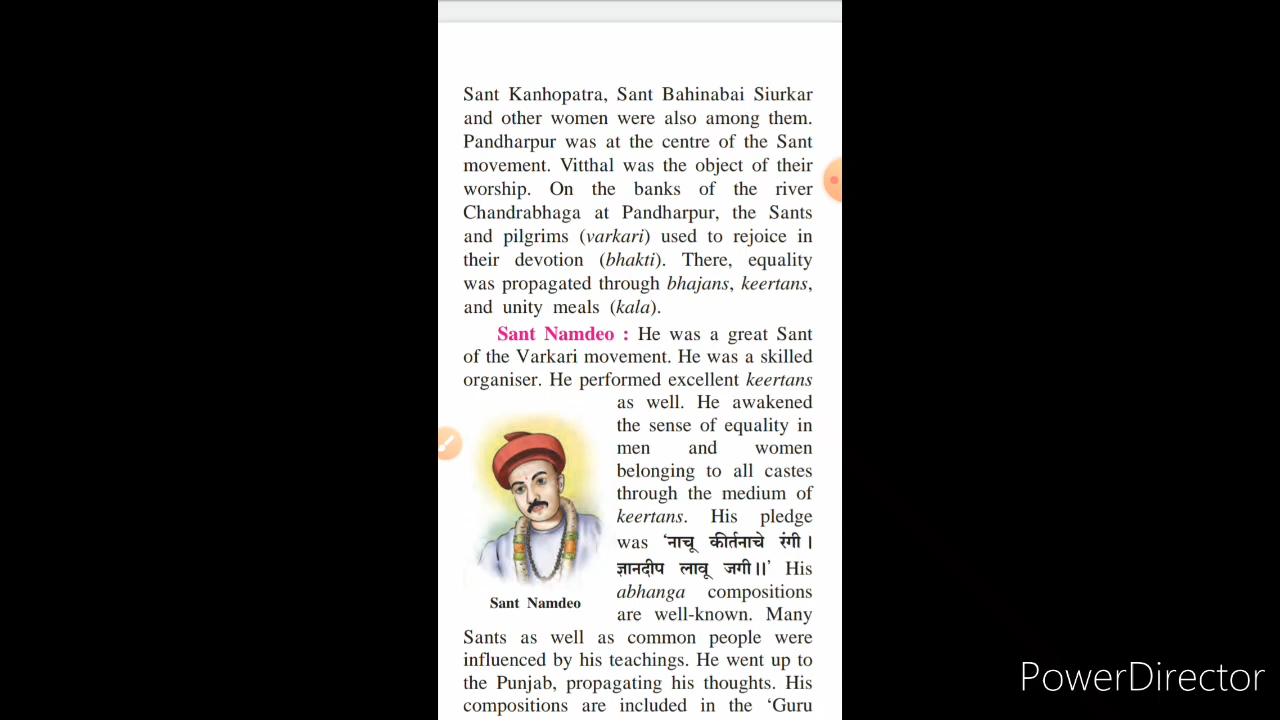 Sant Kanhopatra, Sant Bahinabai Siurkar
and other women were also among them.
Pandharpur was at the centre of the Sant
movement. Vitthal was the object of their
worship. On the banks of the river
Chandrabhaga at Pandharpur, the Sants
and pilgrims (varkari) used to rejoice in
their devotion (bhakti). There, equality
was propagated through bhajans, keertans,
and unity meals (kala).
Sant Namdeo : He was a great Sant
of the Varkari movement. He was a skilled
organiser. He performed excellent keertans
as well. He awakened
the sense of equality in
men and women
belonging to all castes
through the medium of
keertans. His pledge
was ‘नाचू कीर्तनाचे रंगी ।
ज्ञानदीप लावू जगी ।।’ His
abhanga compositions
are well-known. Many
Sant Namdeo
Sants as well as common people were
influenced by his teachings. He went up to
the Punjab, propagating his thoughts. His
compositions are included in the ‘Guru
PowerDirector